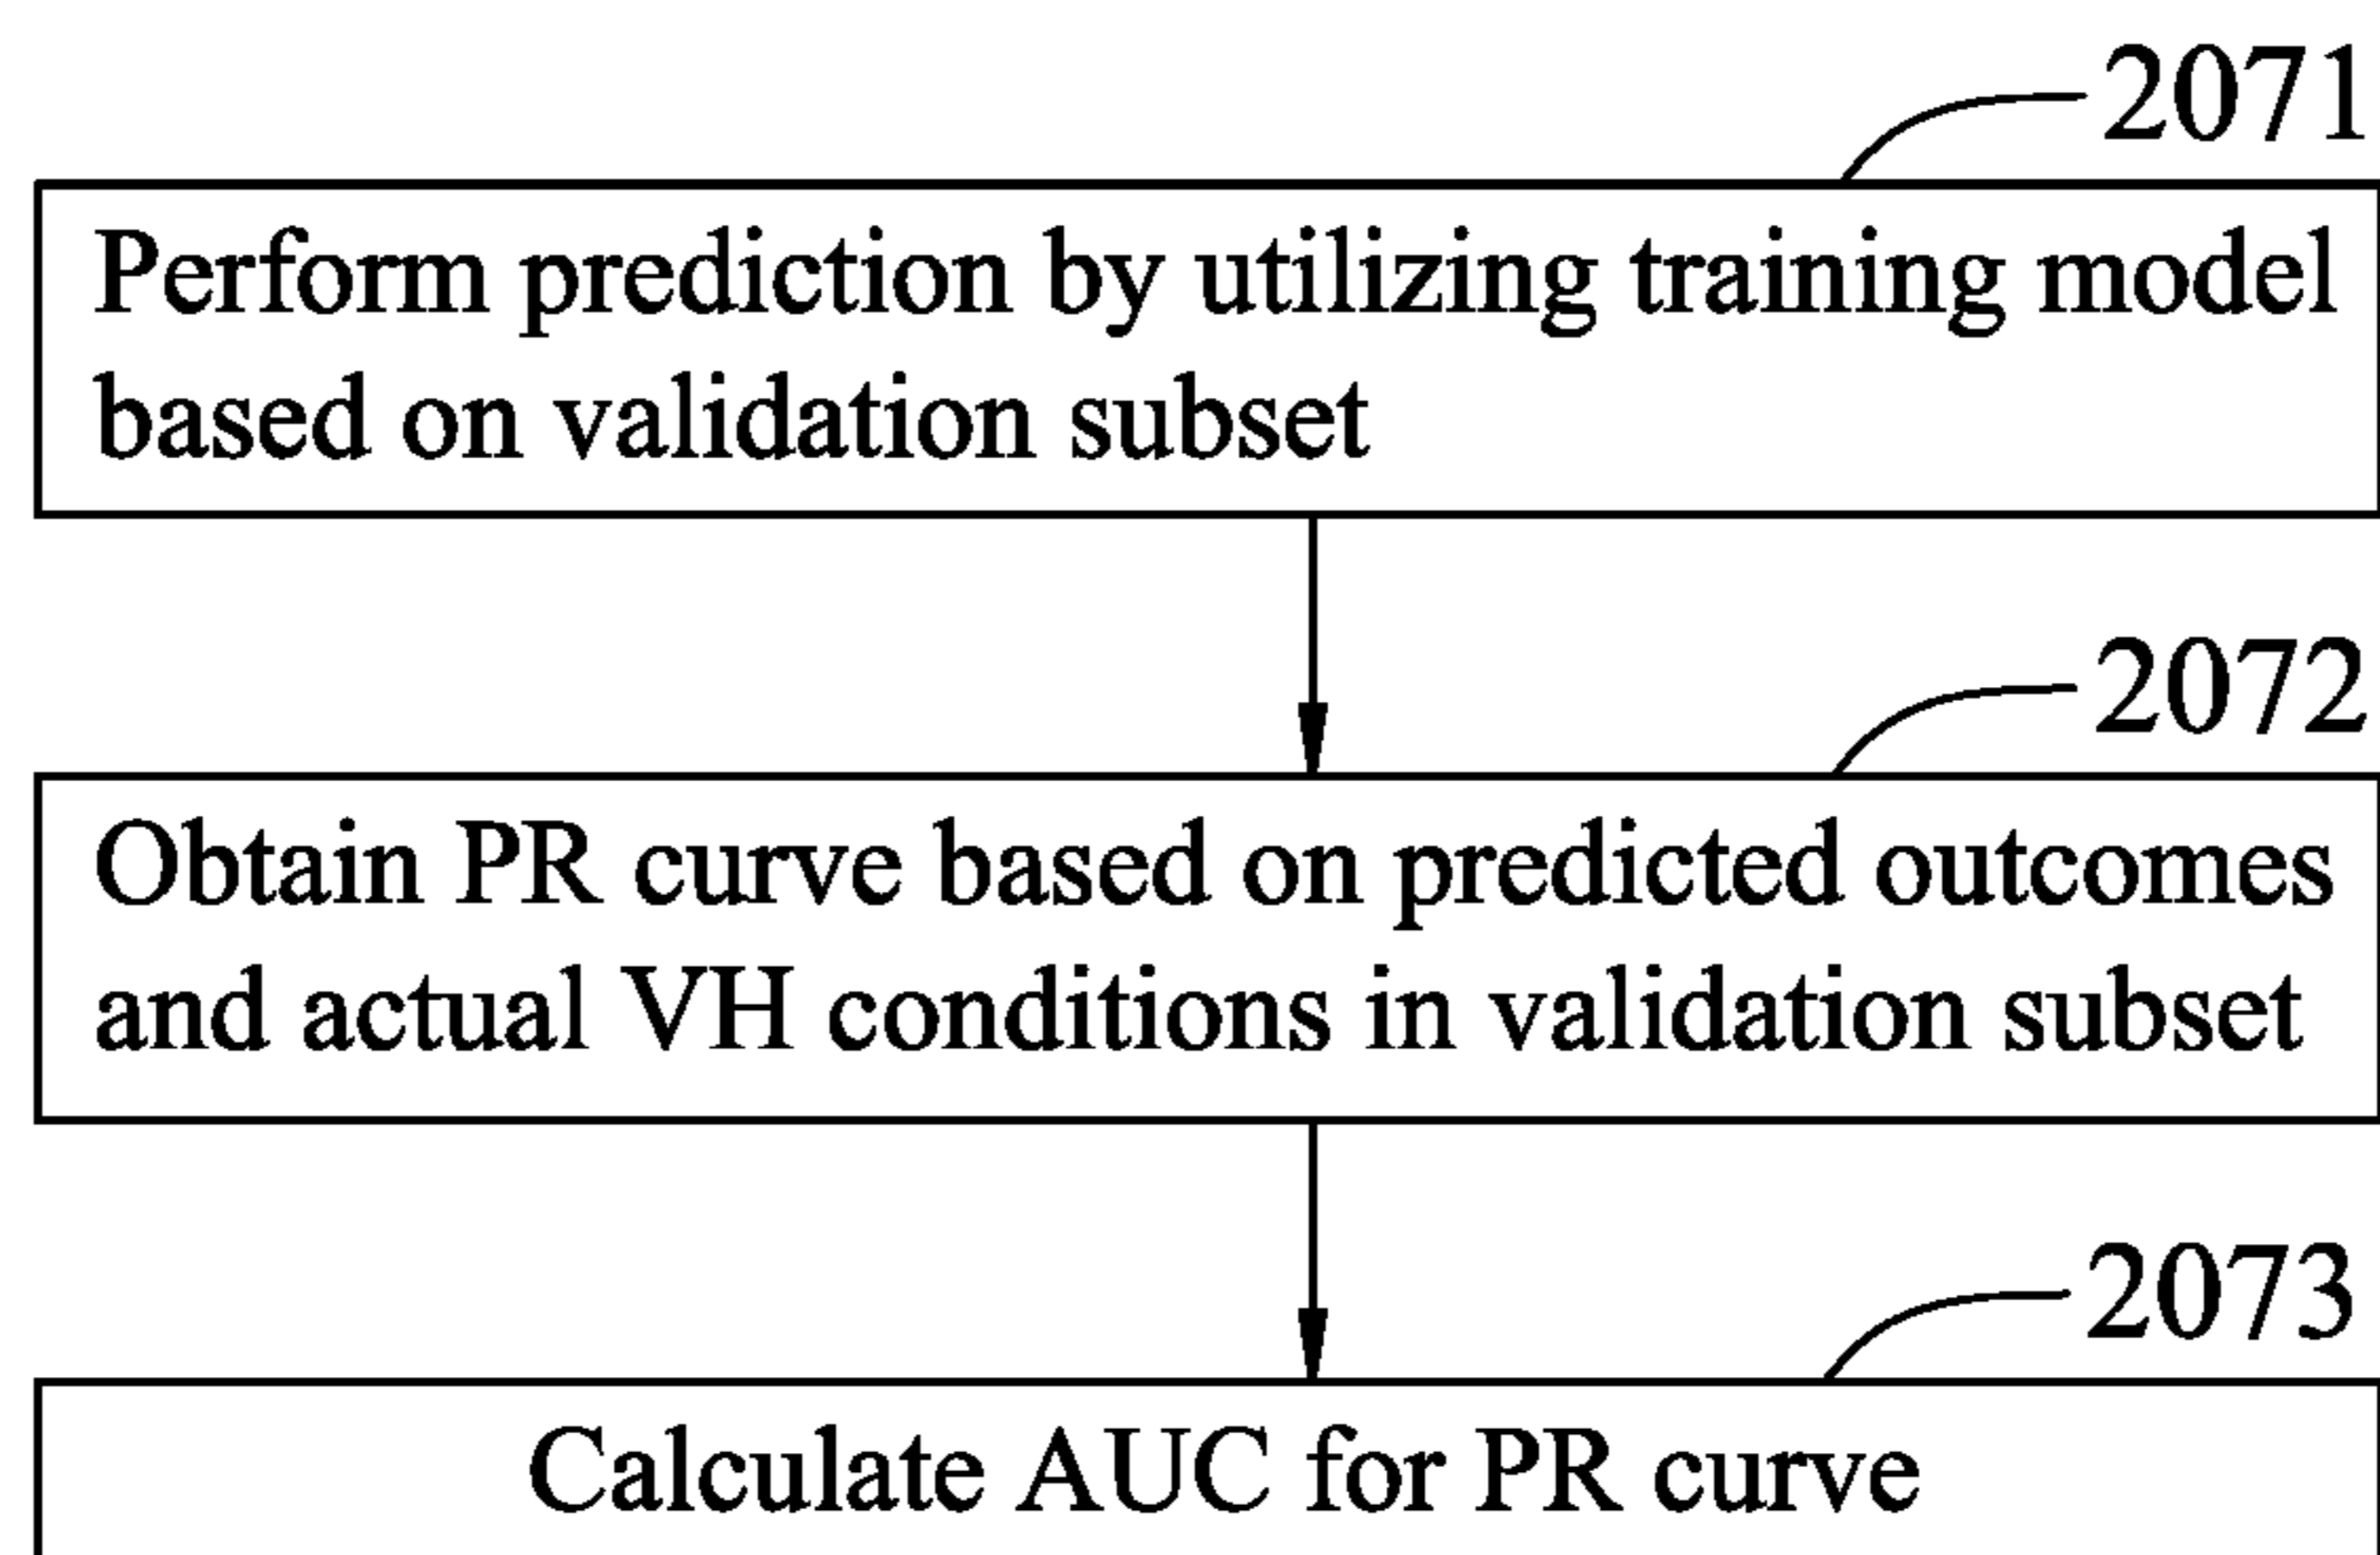 2071
Perform prediction by utilizing training model
based on validation subset
2072
Obtain PR curve based on predicted outcomes
and actual VH conditions in validation subset
2073
Calculate AUC for PR curve